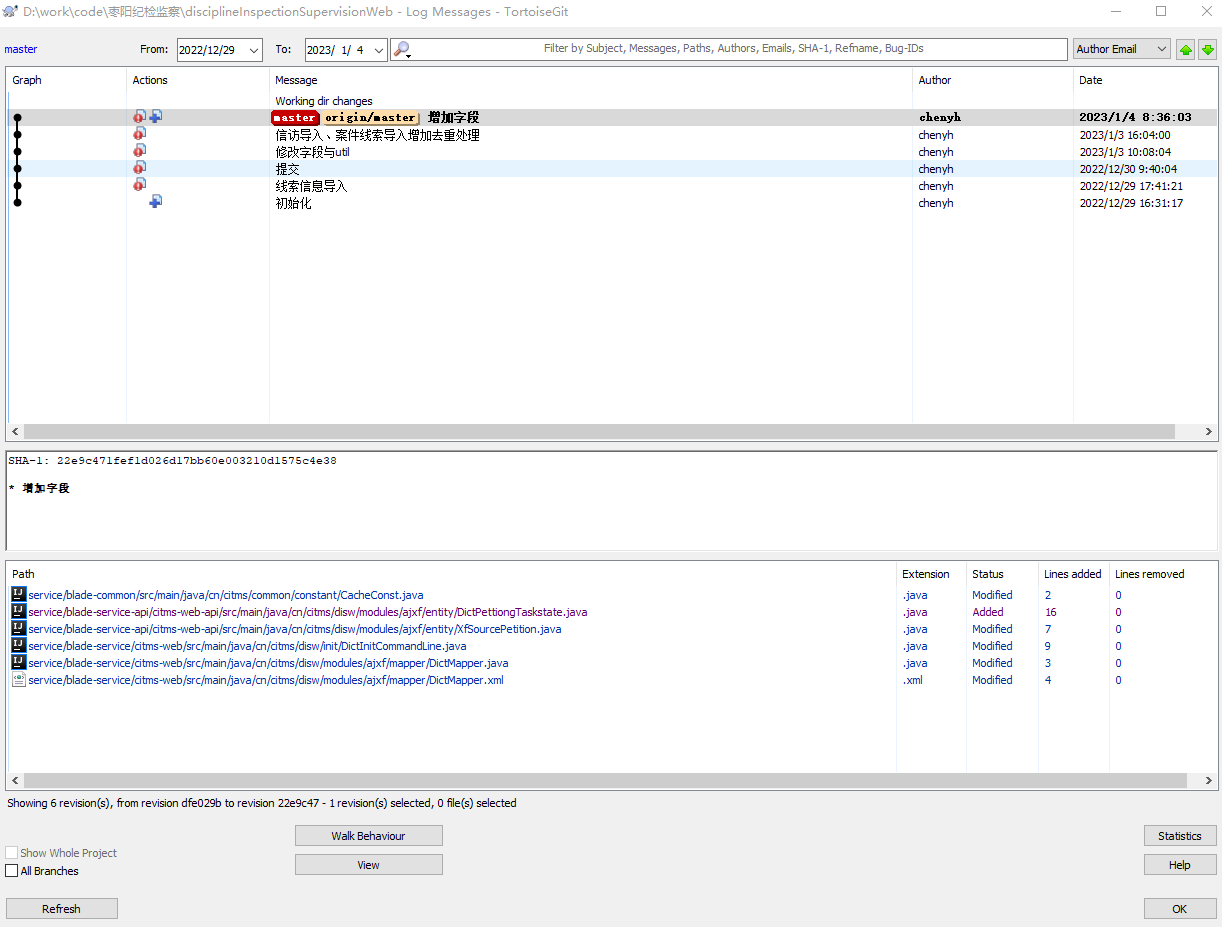 D:\work\code\枣阳纪检监察\disciplineInspectionSupervisionWeb - Log Messages - TortoiseGit
master From: 2022/12/29 To: 2023/ 1/ 4 Filter by Subject, Messages, Paths, Authors, Emails, SHA-1, Refname, Bug-IDs Author Email
Graph Actions Message Author Date
Working dir changes
master origin/master 增加字段 chenyh 2023/1/4 8:36:03
信访导入、案件线索导入增加去重处理 chenyh 2023/1/3 16:04:00
修改字段与util chenyh 2023/1/3 10:08:04
提交 chenyh 2022/12/30 9:40:04
线索信息导入 chenyh 2022/12/29 17:41:21
初始化 chenyh 2022/12/29 16:31:17
SHA-1: 22e9c471fef1d026d17bb60e003210d1575c4e38
* 增加字段
Path Extension Status Lines added Lines removed
service/blade-common/src/main/java/cn/citms/common/constant/CacheConst.java .java Modified 2 0
service/blade-service-api/citms-web-api/src/main/java/cn/citms/disw/modules/ajxf/entity/DictPettiongTaskstate.java .java Added 16 0
service/blade-service-api/citms-web-api/src/main/java/cn/citms/disw/modules/ajxf/entity/XfSourcePetition.java .java Modified 7 0
service/blade-service/citms-web/src/main/java/cn/citms/disw/init/DictInitCommandLine.java .java Modified 9 0
service/blade-service/citms-web/src/main/java/cn/citms/disw/modules/ajxf/mapper/DictMapper.java .java Modified 3 0
service/blade-service/citms-web/src/main/java/cn/citms/disw/modules/ajxf/mapper/DictMapper.xml .xml Modified 4 0
Showing 6 revision(s), from revision dfe029b to revision 22e9c47 - 1 revision(s) selected, 0 file(s) selected
Walk Behaviour Statistics
Show Whole Project
View Help
All Branches
Refresh OK